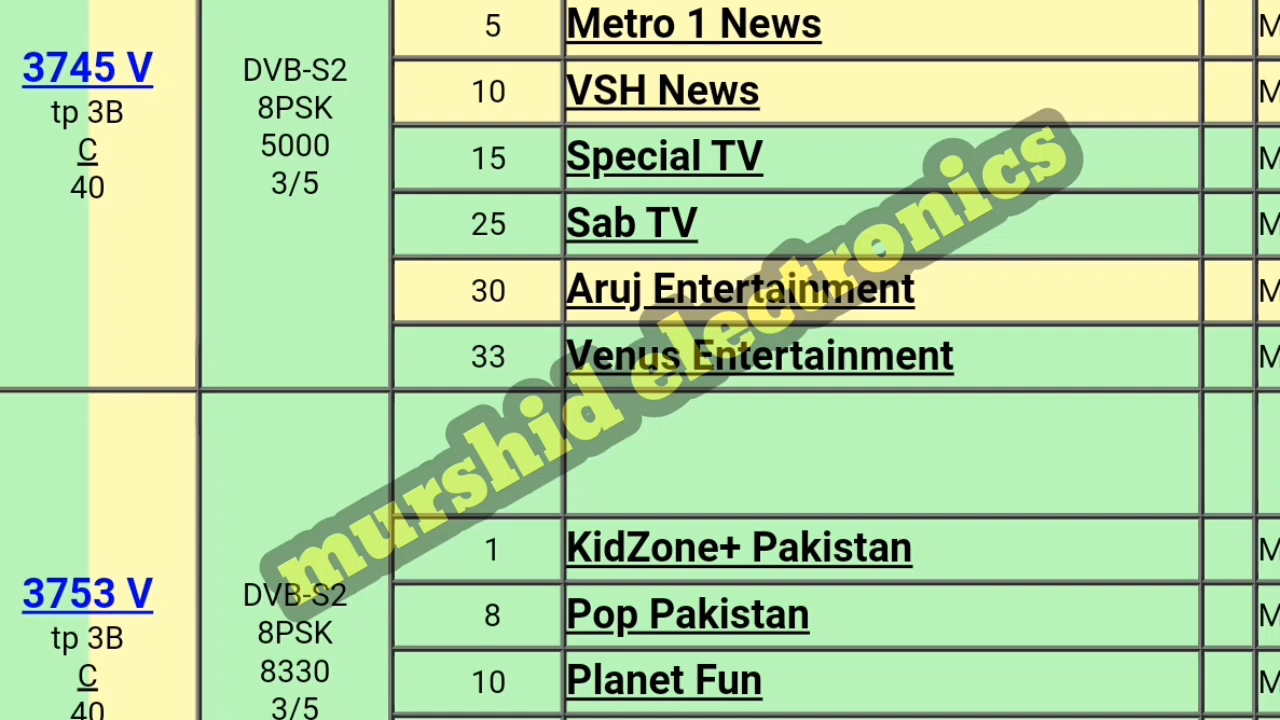 3745 V
tp 3B
C
40
DVB-S2
8PSK
5000
3/5
5 Metro 1 News
10 VSH News
15 Special TV
25 Sab TV
30 Aruj Entertainment
33 Venus Entertainment
murshid electronics
3753 V
tp 3B
C
40
DVB-S2
8PSK
8330
3/5
1 KidZone+ Pakistan
8 Pop Pakistan
10 Planet Fun